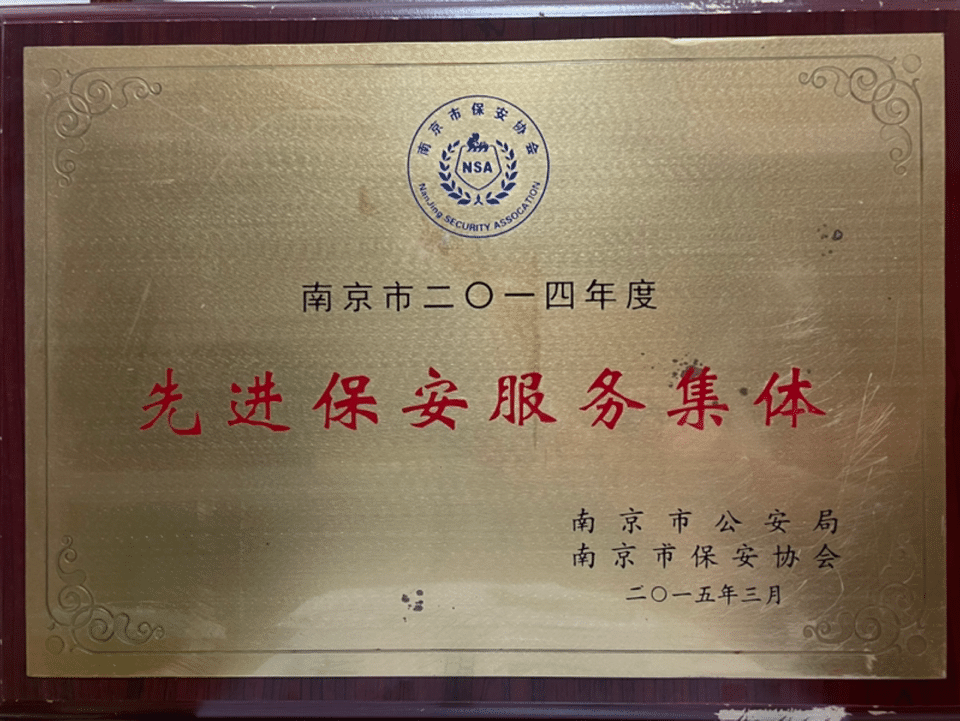 南京市保安协会
NSA
NanJing SECURITY ASSOCATION
南京市二〇一四年度
先进保安服务集体
南京市公安局
南京市保安协会
二〇一五年三月